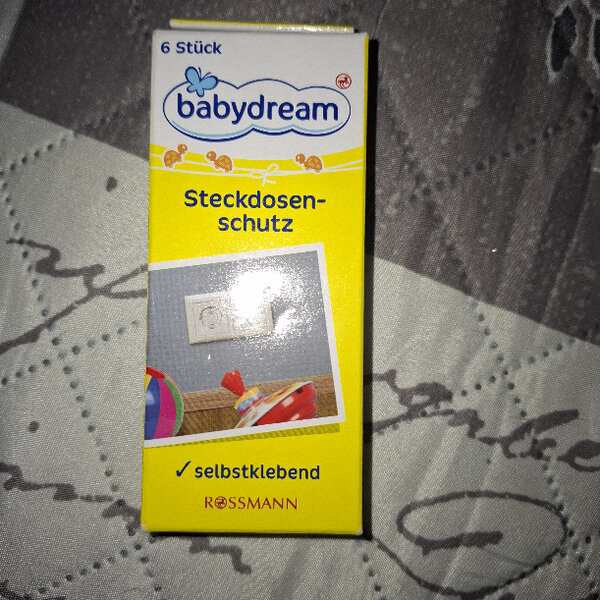 6 Stück
babydream
Steckdosen-
schutz
✓ selbstklebend
ROSSMANN